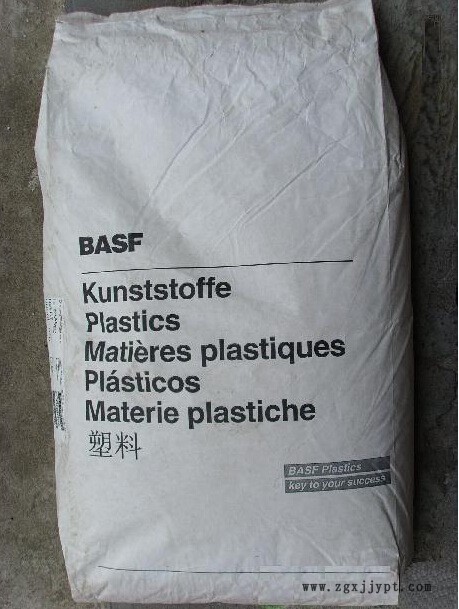 BASF
Kunststoffe
Plastics
Matières plastiques
Plásticos
Materie plastiche
塑料
BASF Plastics
key to your success
www.zgxjjypt.com